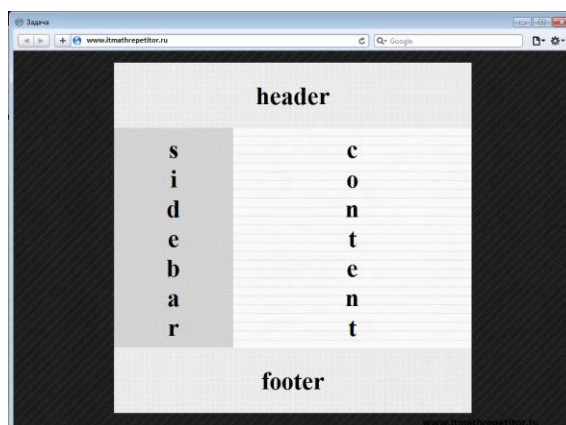 Задача
www.itmathrepetitor.ru
Google
header
s
i
d
e
b
a
r
c
o
n
t
e
n
t
footer
www.itmathrepetitor.ru